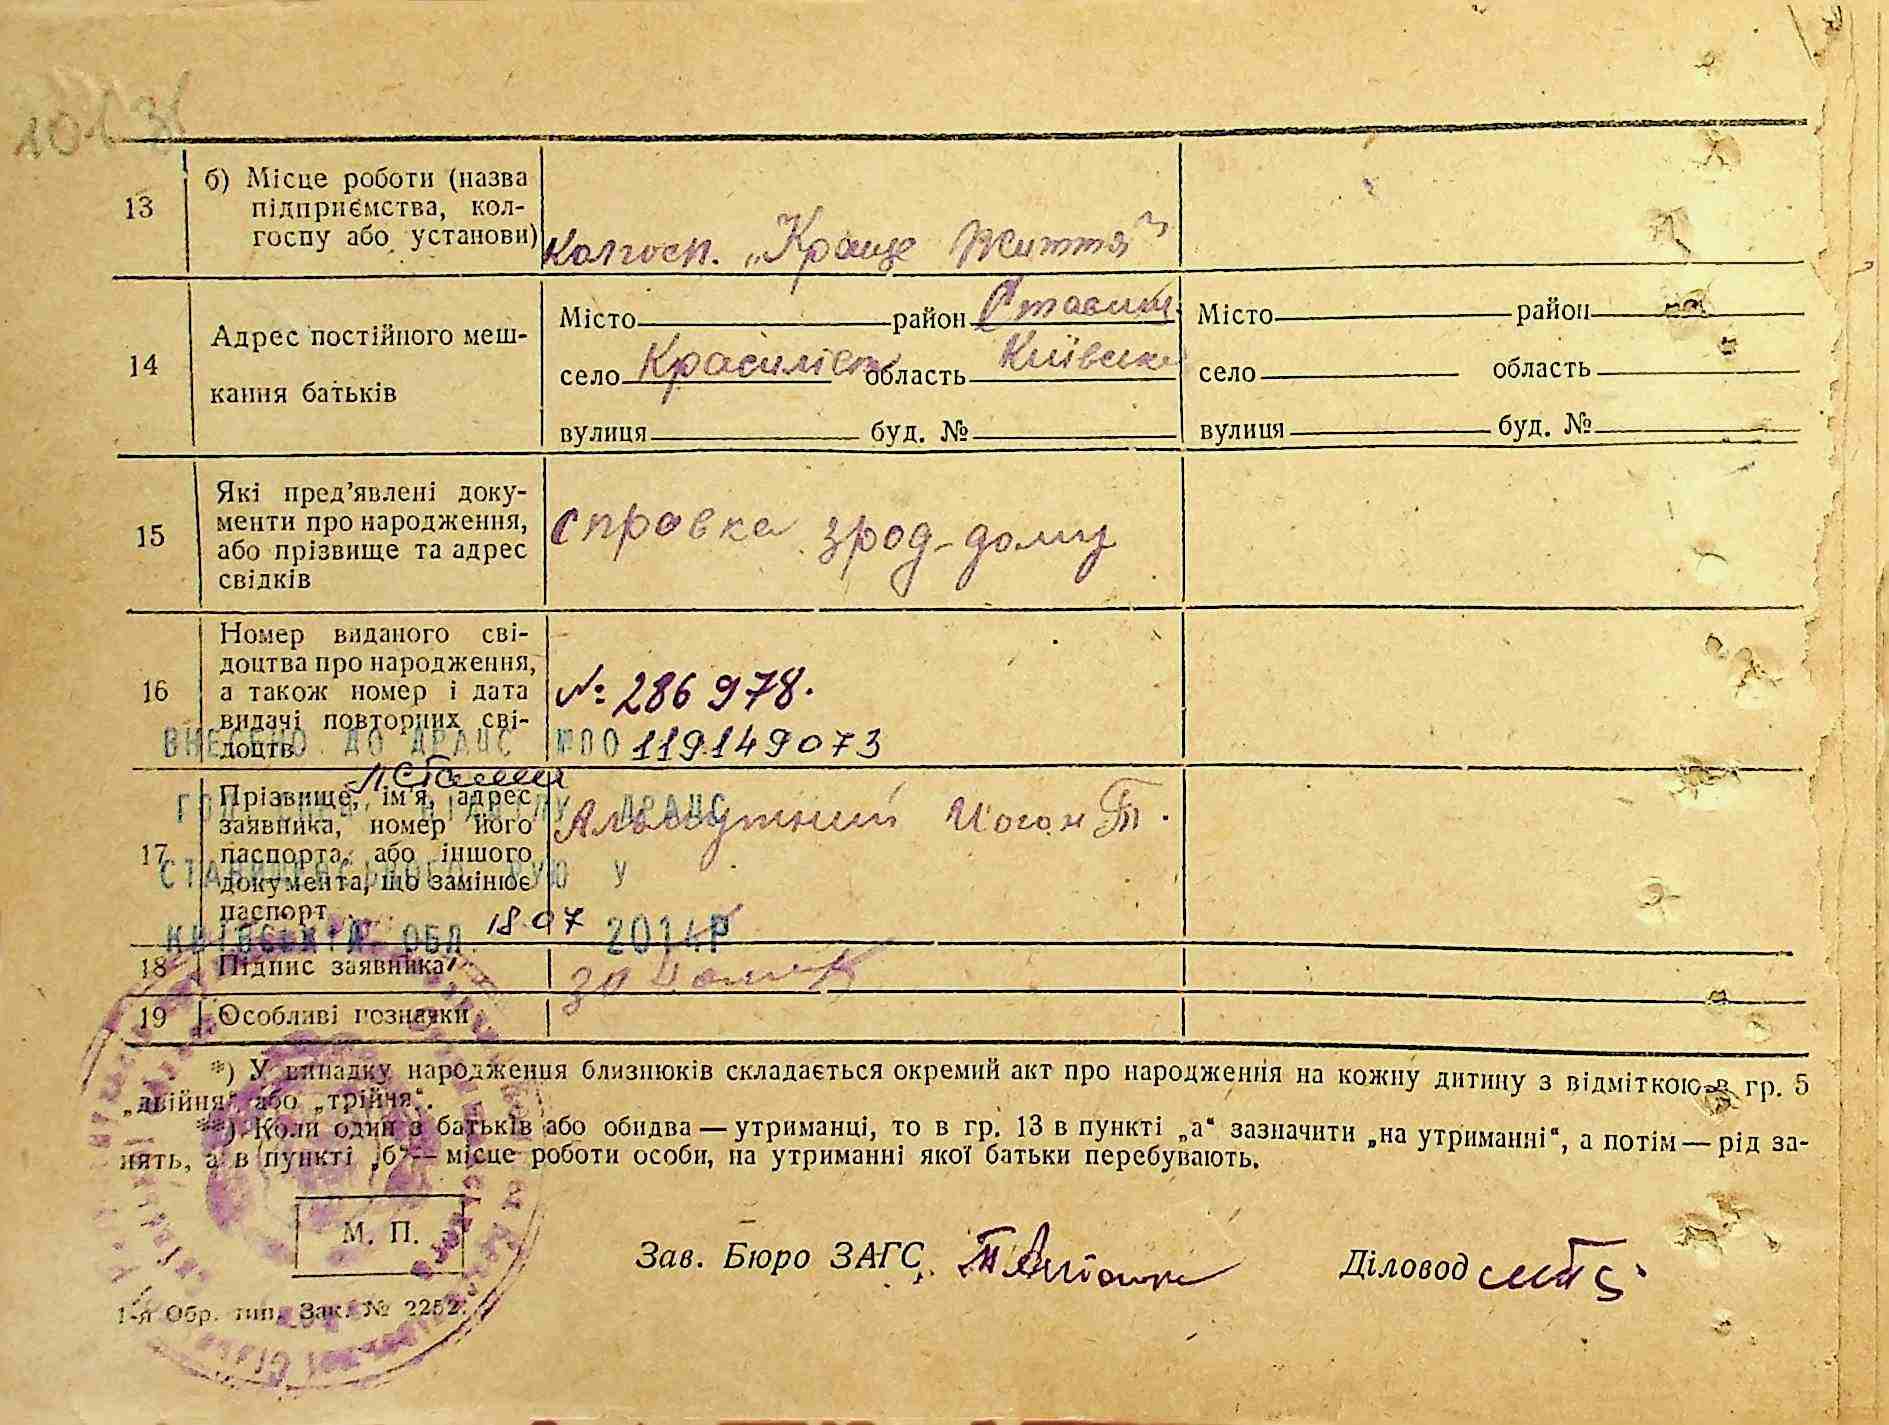 13
б) Місце роботи (назва
підприємства, кол-
госпу або установи)
Колгосп. „Краще Життя"
14
Адрес постійного меш-
кання батьків
Місто район Ставищ.
село область Київськ
вулиця буд. №
Місто район
село область
вулиця буд. №
15
Які пред'явлені доку-
менти про народження,
або прізвище та адрес
свідків
справка зрод-дому
16
Номер виданого сві-
доцтва про народження,
а також номер і дата
видачі повторних сві-
доцтв
№ 286978.
ВНЕСЕНО ДО ДРАЦС №00 119149073
17
Прізвище, ім'я, адрес
заявника, номер його
паспорта, або іншого
документа, що замінює
паспорт
СТАВИЩЕНСЬКОГО РУЮ У
КИЇВСЬКІЙ ОБЛ. 18.07 2014Р
18
Підпис заявника
19
Особливі познаяки
*) У випадку народження близнюків складається окремий акт про народження на кожну дитину з відміткою в гр. 5
„двійня" або „трійня".
**) Коли один з батьків або обидва — утриманці, то в гр. 13 в пункті „а" зазначити „на утриманні", а потім — рід за-
нять, а в пункті „б" — місце роботи особи, на утриманні якої батьки перебувають.
М. П.
Зав. Бюро ЗАГС
Діловод
1-я Обр. тип. Зак. № 2252.